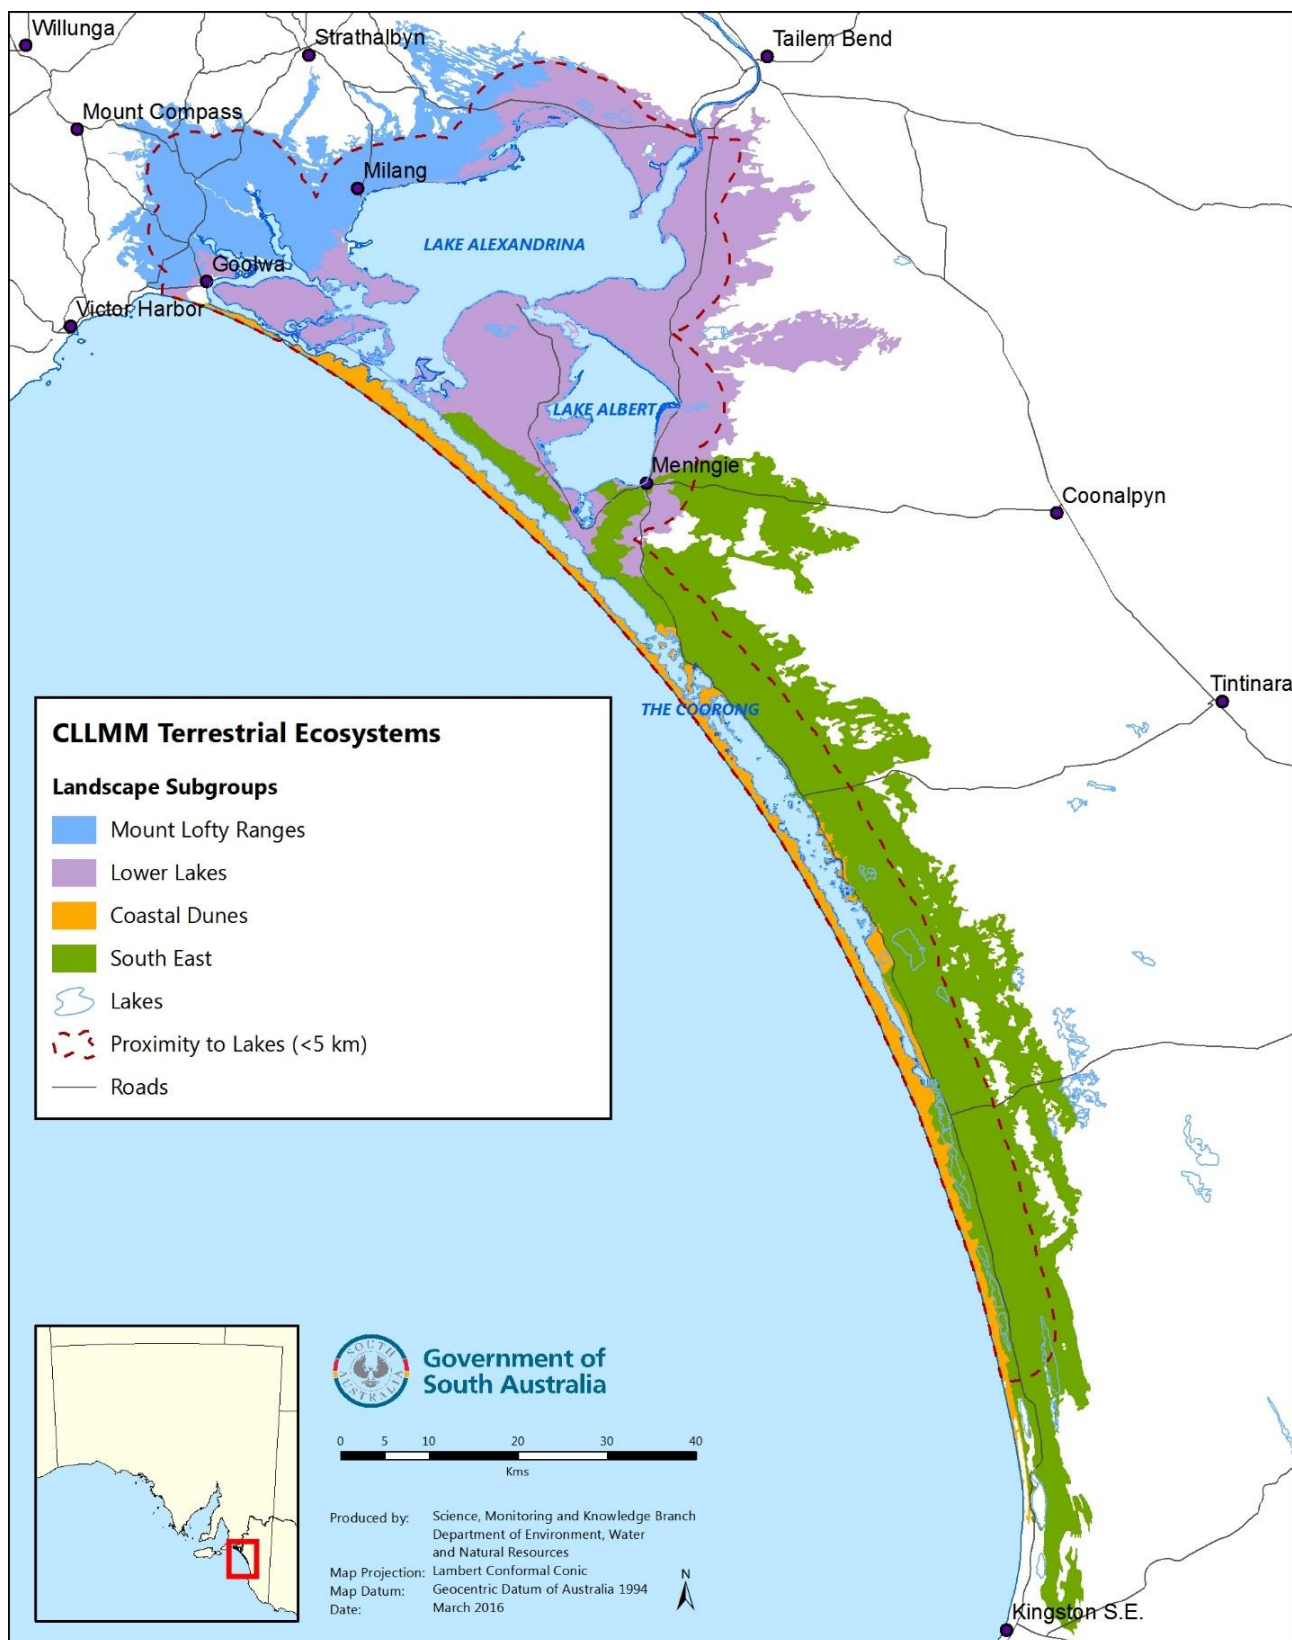 Willunga
Strathalbyn
Tailem Bend
Mount Compass
Milang
LAKE ALEXANDRINA
Goolwa
Victor Harbor
LAKE ALBERT
Meningie
Coonalpyn
Tintinara
THE COORONG
CLLMM Terrestrial Ecosystems
Landscape Subgroups
Mount Lofty Ranges
Lower Lakes
Coastal Dunes
South East
Lakes
Proximity to Lakes (<5 km)
Roads
SOUTH
AUSTRALIA
Government of
South Australia
0 5 10 20 30 40
Kms
Produced by: Science, Monitoring and Knowledge Branch
Department of Environment, Water
and Natural Resources
Map Projection: Lambert Conformal Conic
Map Datum: Geocentric Datum of Australia 1994
Date: March 2016
N
Kingston S.E.